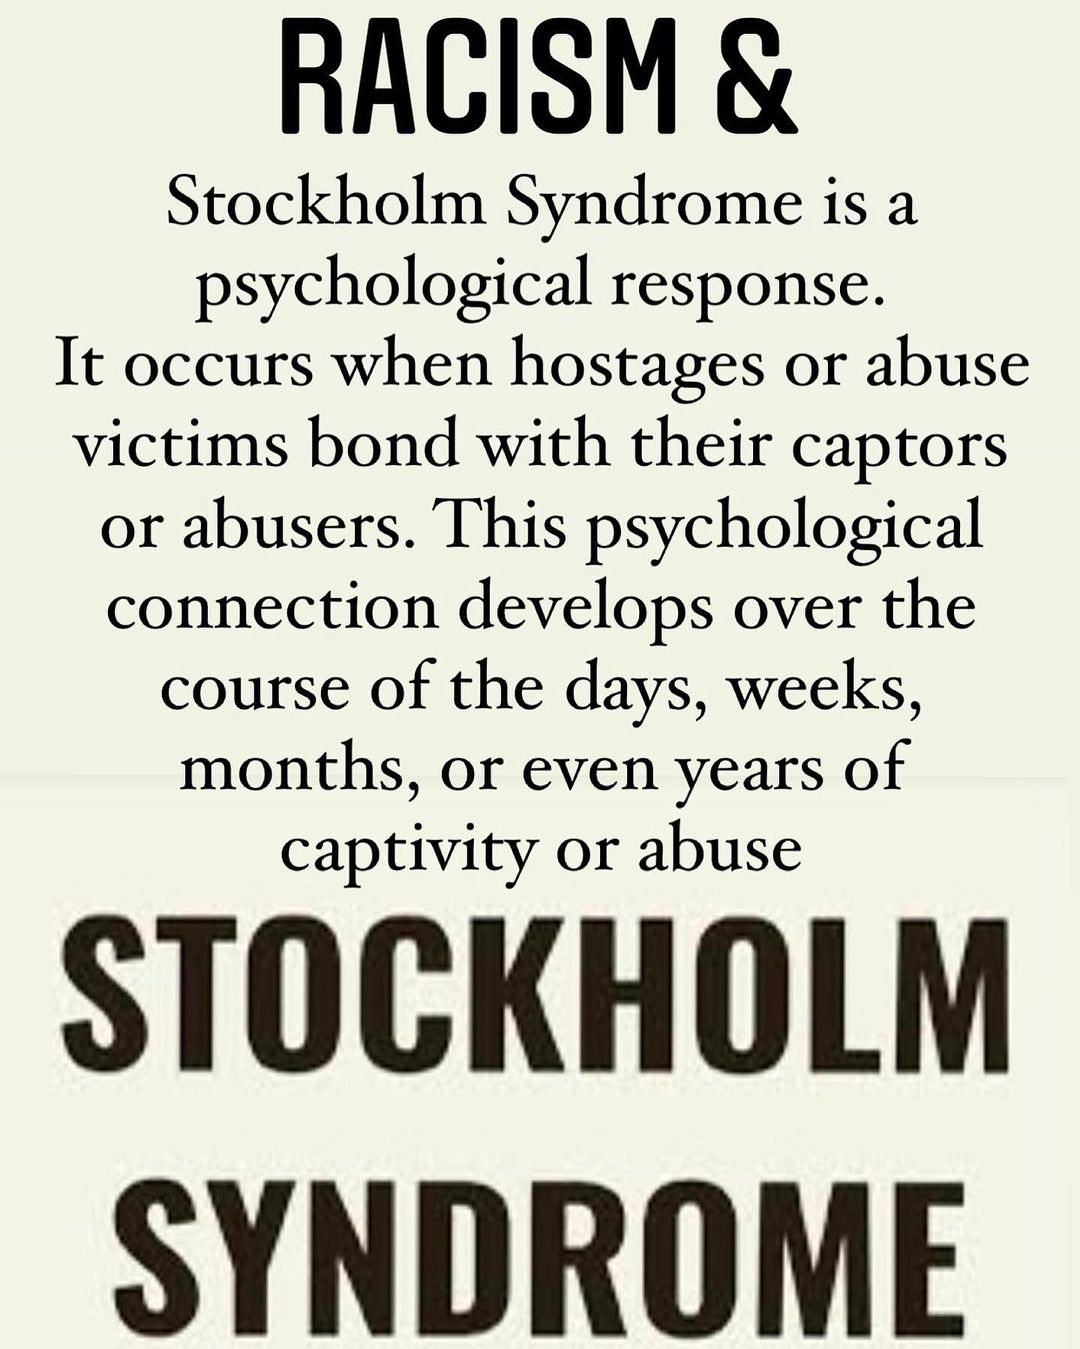 RACISM &
Stockholm Syndrome is a
psychological response.
It occurs when hostages or abuse
victims bond with their captors
or abusers. This psychological
connection develops over the
course of the days, weeks,
months, or even years of
captivity or abuse
STOCKHOLM
SYNDROME